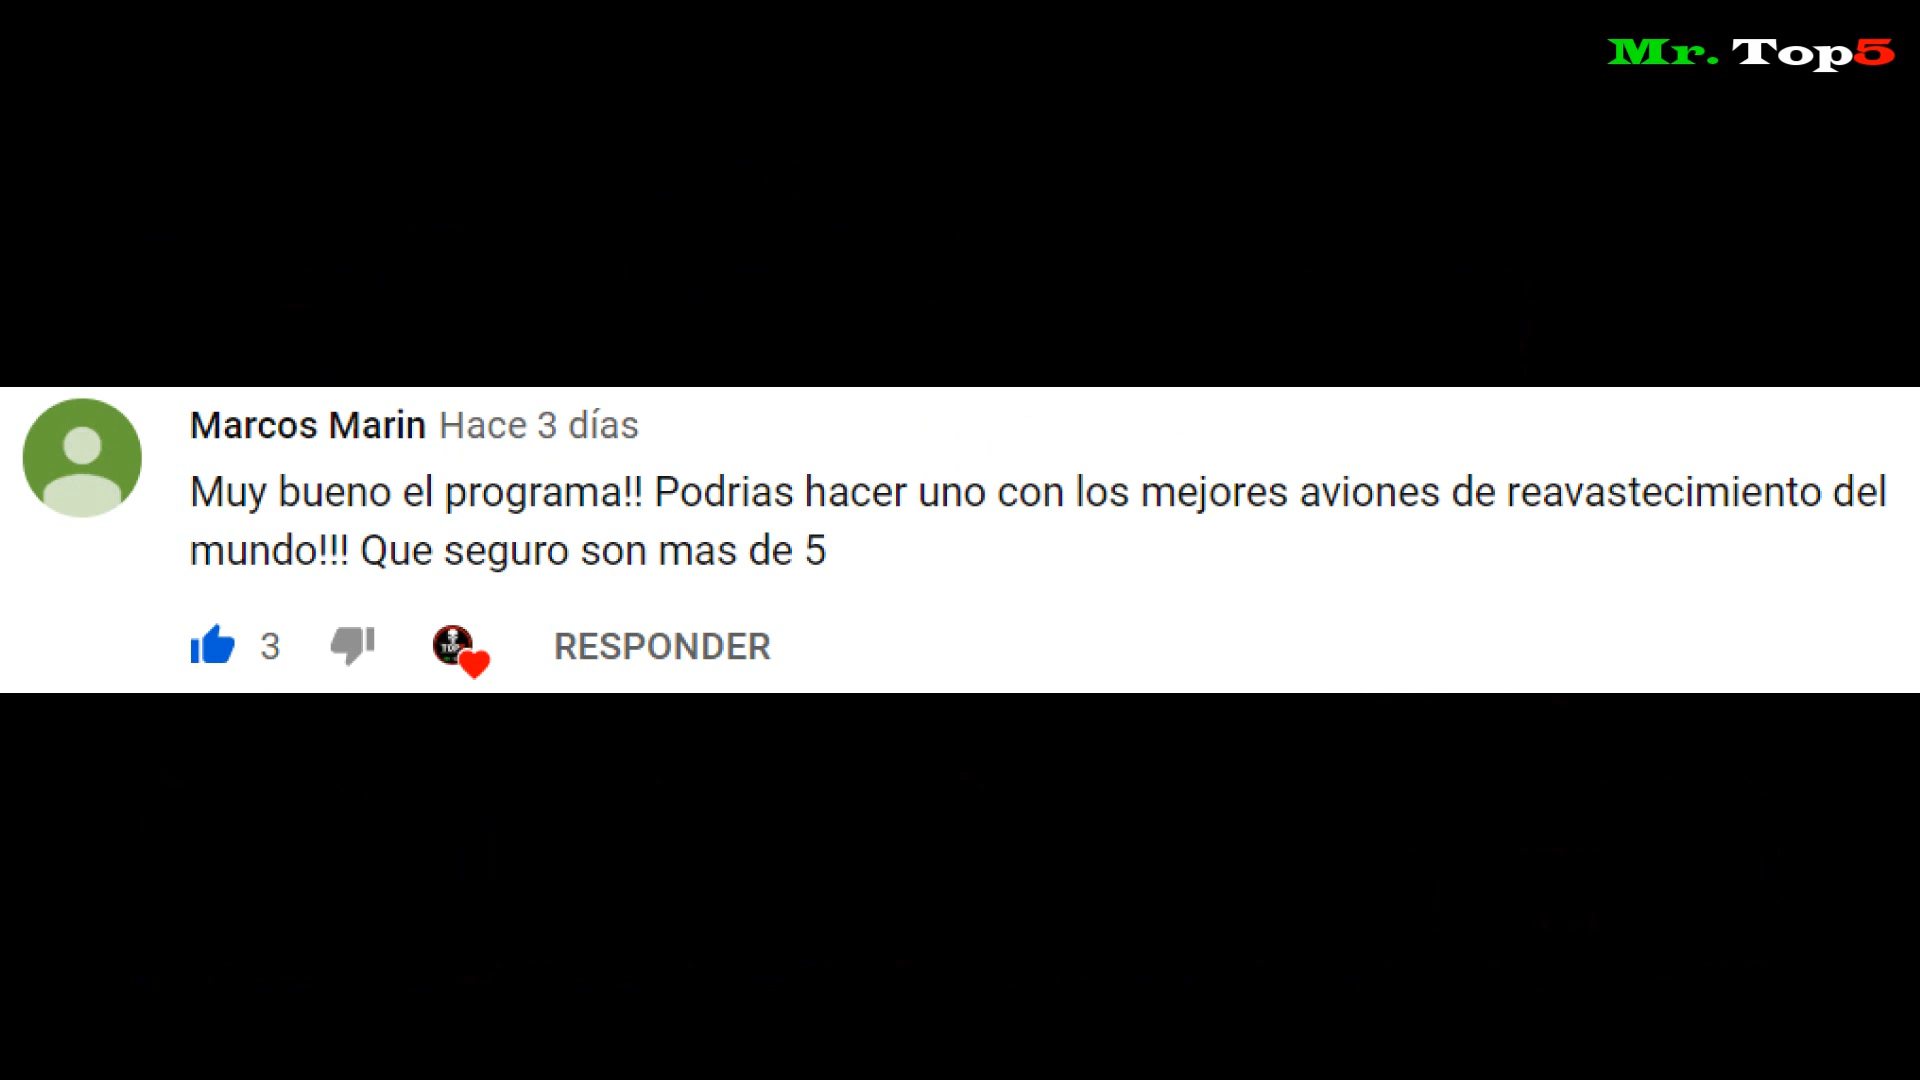 Mr. Top5
Marcos Marin Hace 3 días
Muy bueno el programa!! Podrias hacer uno con los mejores aviones de reavastecimiento del
mundo!!! Que seguro son mas de 5
3 RESPONDER